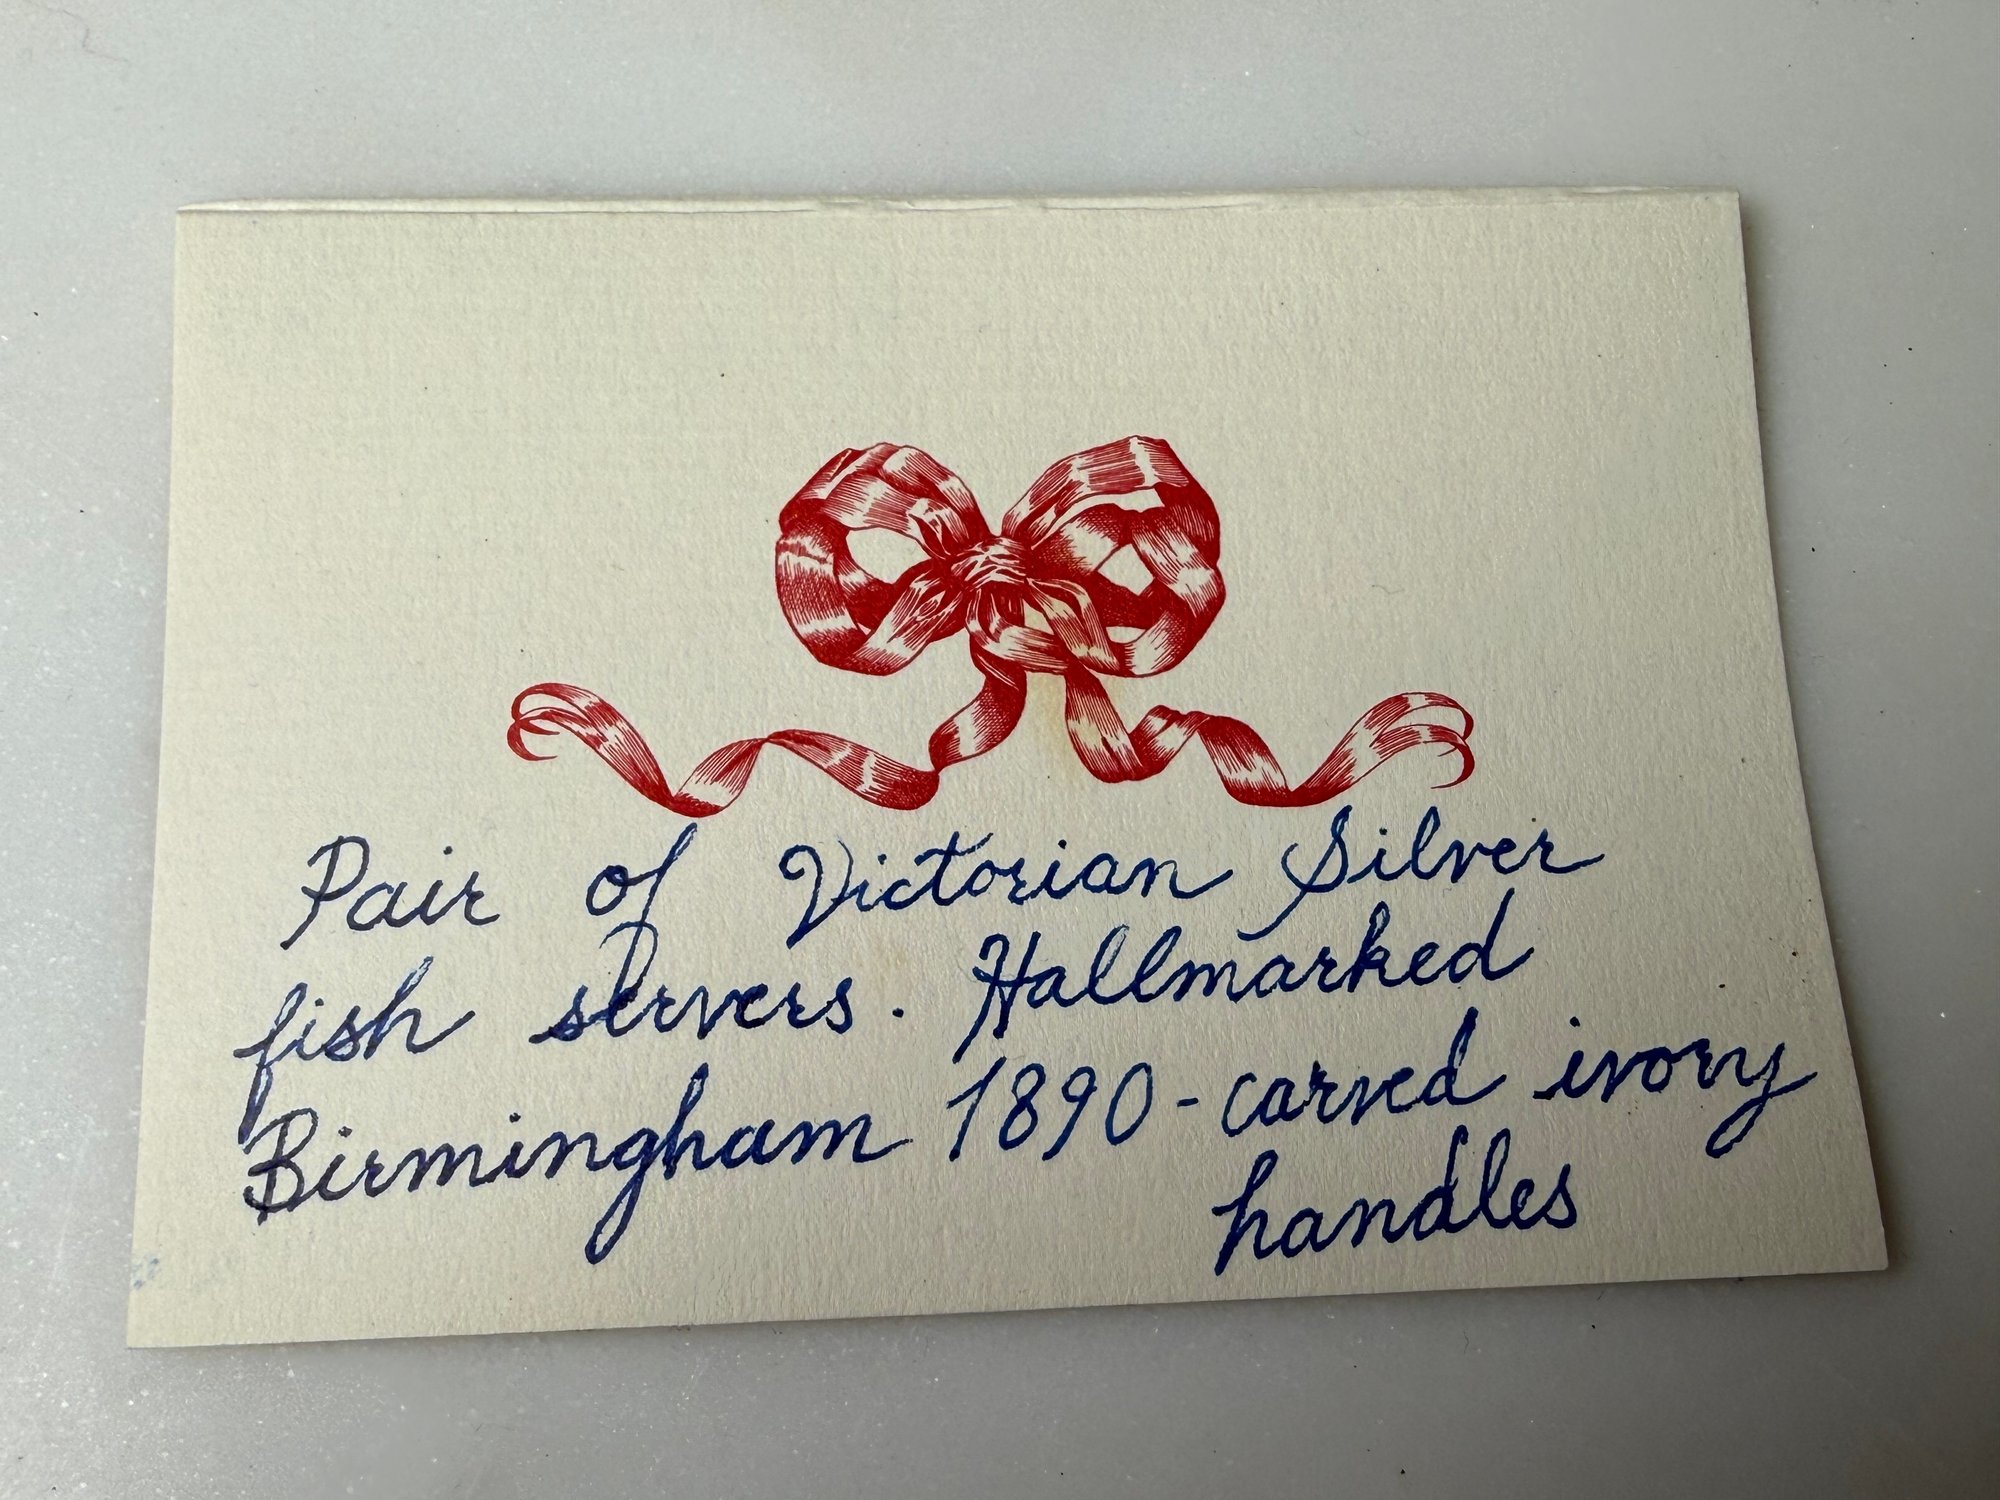 Pair of Victorian Silver
fish servers. Hallmarked
Birmingham 1890 - carved ivory
handles